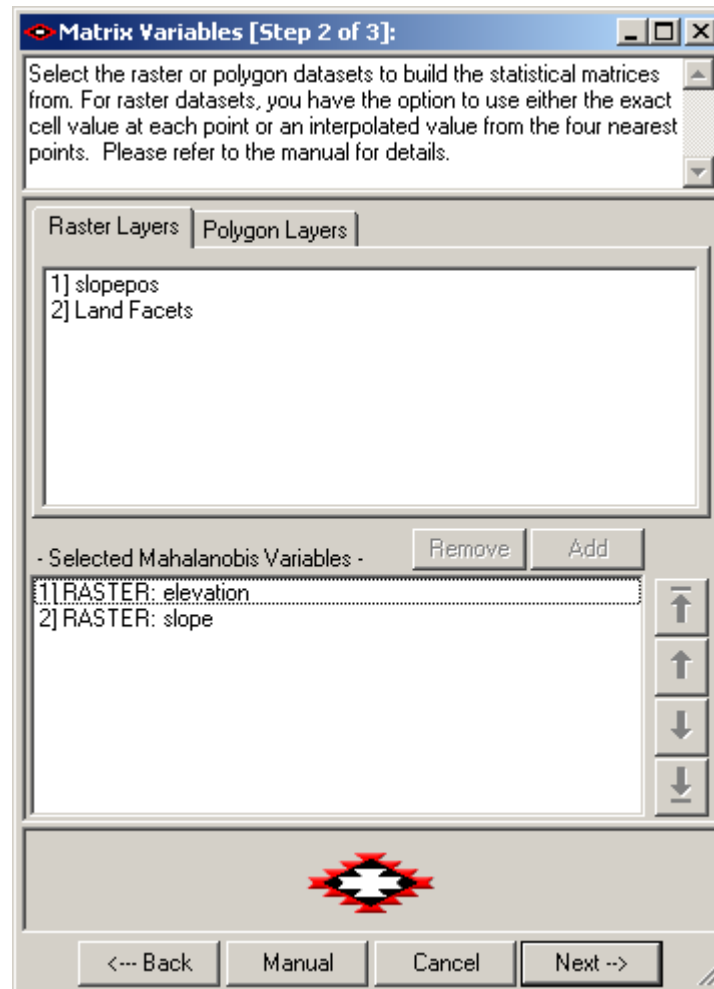 Matrix Variables [Step 2 of 3]:
Select the raster or polygon datasets to build the statistical matrices
from. For raster datasets, you have the option to use either the exact
cell value at each point or an interpolated value from the four nearest
points. Please refer to the manual for details.
Raster Layers
Polygon Layers
1] slopepos
2] Land Facets
- Selected Mahalanobis Variables -
Remove
Add
1] RASTER: elevation
2] RASTER: slope
<--- Back
Manual
Cancel
Next -->